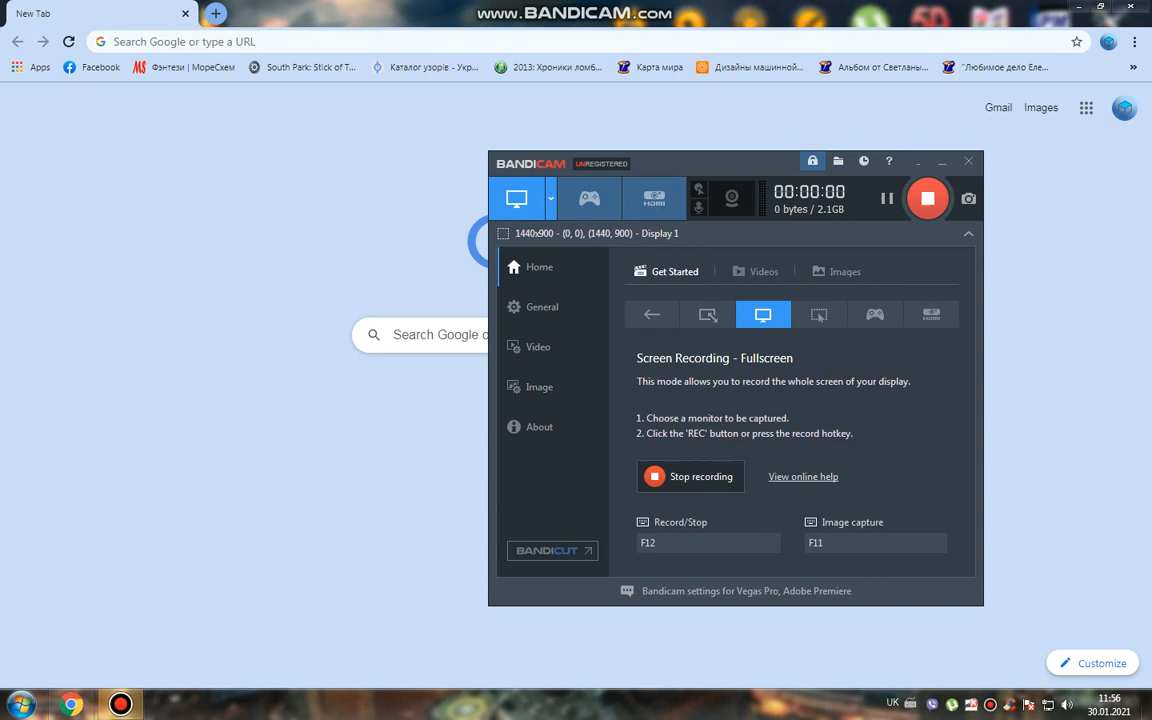 New Tab
www.BANDICAM.com
Search Google or type a URL
Apps
Facebook
Фэнтези | МореСхем
South Park: Stick of T...
Каталог узорів - Укр...
2013: Хроники ломб...
Карта мира
Дизайны машинной...
Альбом от Светланы...
"Любимое дело Еле...
Gmail
Images
BANDICAM UNREGISTERED
HDMI
00:00:00
0 bytes / 2.1GB
1440x900 - (0, 0), (1440, 900) - Display 1
Home
General
Video
Image
About
BANDICUT
Get Started
Videos
Images
HDMI
Screen Recording - Fullscreen
This mode allows you to record the whole screen of your display.
1. Choose a monitor to be captured.
2. Click the 'REC' button or press the record hotkey.
Stop recording
View online help
Record/Stop
Image capture
F12
F11
Bandicam settings for Vegas Pro, Adobe Premiere
Search Google o
Customize
UK
11:56
30.01.2021